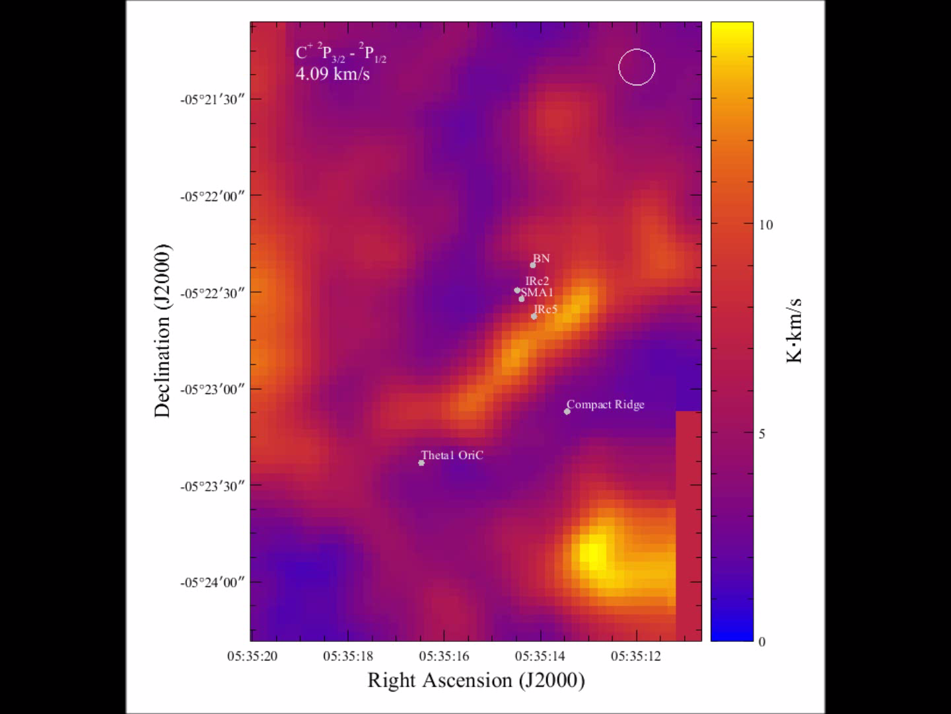 C⁺ ²P₃/₂ - ²P₁/₂
4.09 km/s
-05°21′30″
-05°22′00″
-05°22′30″
-05°23′00″
-05°23′30″
-05°24′00″
Declination (J2000)
BN
IRc2
SMA1
IRc5
Compact Ridge
Theta1 OriC
05:35:20 05:35:18 05:35:16 05:35:14 05:35:12
Right Ascension (J2000)
10
5
0
K·km/s